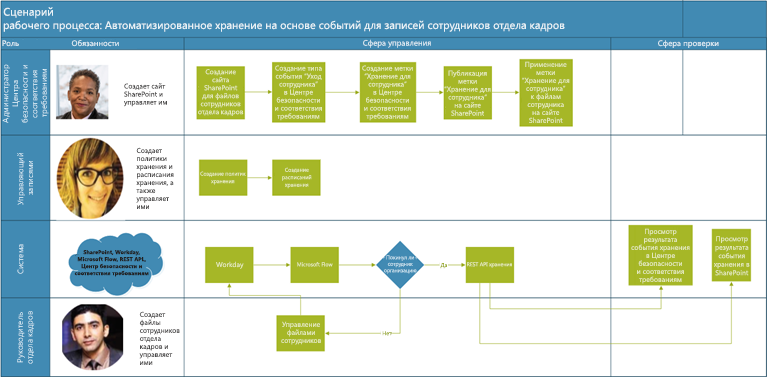 Сценарий
рабочего процесса: Автоматизированное хранение на основе событий для записей сотрудников отдела кадров
Роль
Обязанности
Сфера управления
Сфера проверки
Администратор
Центра
безопасности и
соответствия
требованиям
Создает сайт
SharePoint и
управляет им
Создание
сайта
SharePoint
для файлов
сотрудников
отдела кадров
Создание типа
события "Уход
сотрудника"
в Центре
безопасности
и соответствия
требованиям
Создание метки
"Хранение для
сотрудника"
в Центре
безопасности
и соответствия
требованиям
Публикация
метки
"Хранение для
сотрудника"
на сайте
SharePoint
Применение
метки
"Хранение для
сотрудника"
к файлам
сотрудника
на сайте
SharePoint
Управляющий
записями
Создает
политики
хранения и
расписания
хранения, а
также
управляет
ими
Создание политик
хранения
Создание
расписаний
хранения
Система
SharePoint, Workday,
Microsoft Flow, REST API,
Центр безопасности и
соответствия требованиям
Workday
Microsoft Flow
Покинул ли
сотрудник
организацию
Да
REST API хранения
Просмотр
результата
события хранения
в Центре
безопасности
и соответствия
требованиям
Просмотр
результата
события
хранения в
SharePoint
Руководитель
отдела кадров
Создает
файлы
сотрудников
отдела
кадров и
управляет
ими
Управление
файлами
сотрудников
Нет